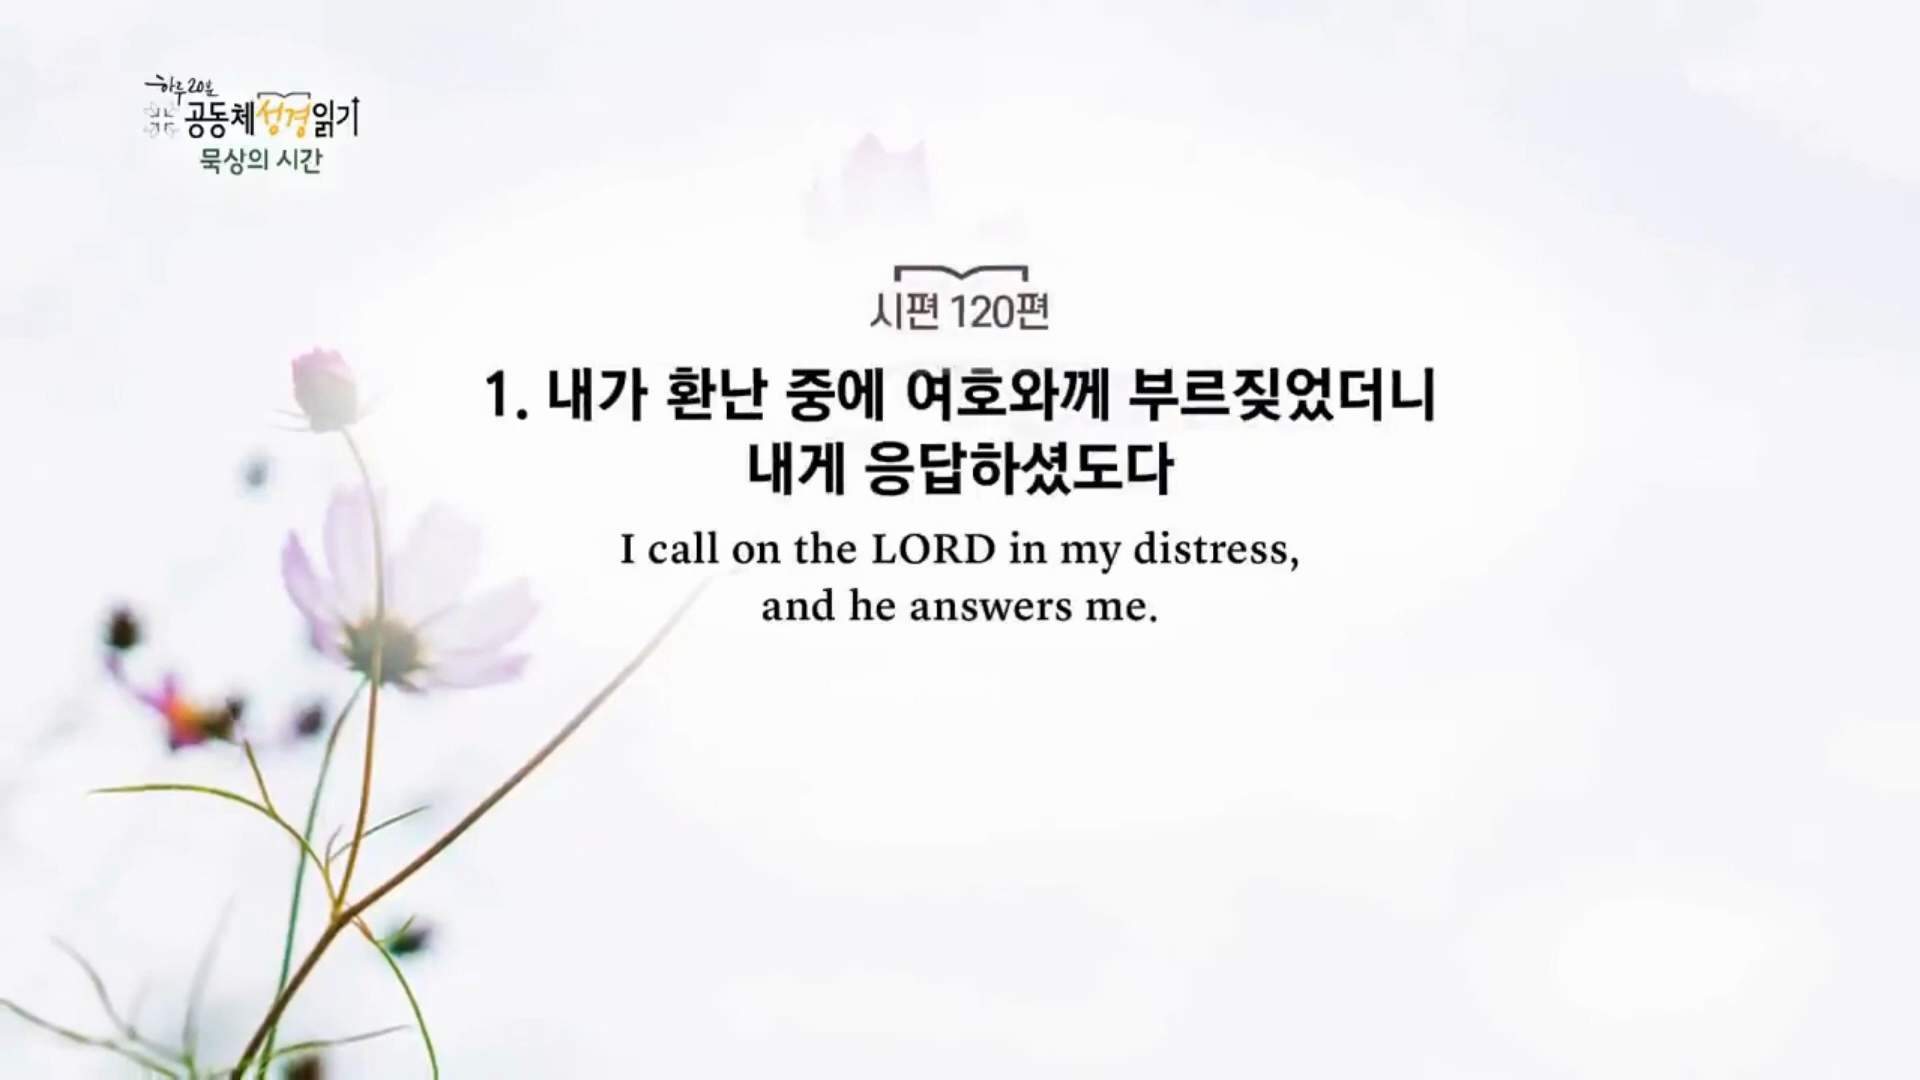 하루 20분
공동체성경읽기
묵상의 시간
시편 120편
1. 내가 환난 중에 여호와께 부르짖었더니
내게 응답하셨도다
I call on the LORD in my distress,
and he answers me.